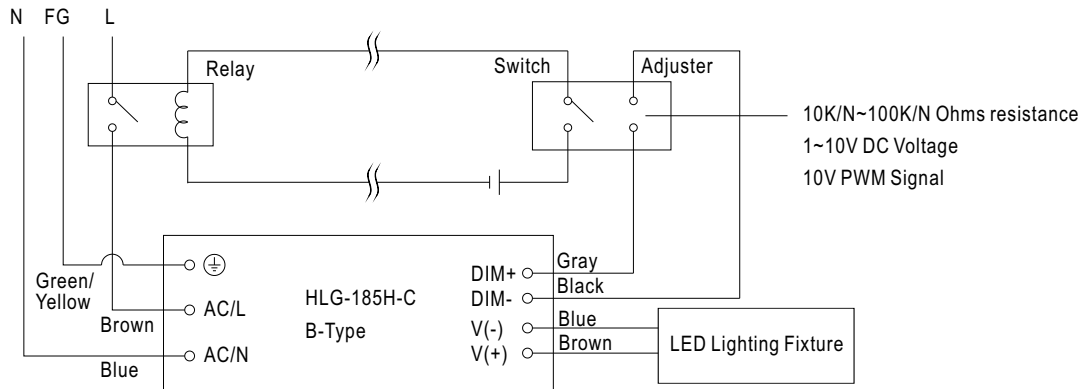 N FG L
Relay
Switch
Adjuster
10K/N~100K/N Ohms resistance
1~10V DC Voltage
10V PWM Signal
Green/
Yellow
Brown
Blue
AC/L
AC/N
HLG-185H-C
B-Type
DIM+
DIM-
V(-)
V(+)
Gray
Black
Blue
Brown
LED Lighting Fixture